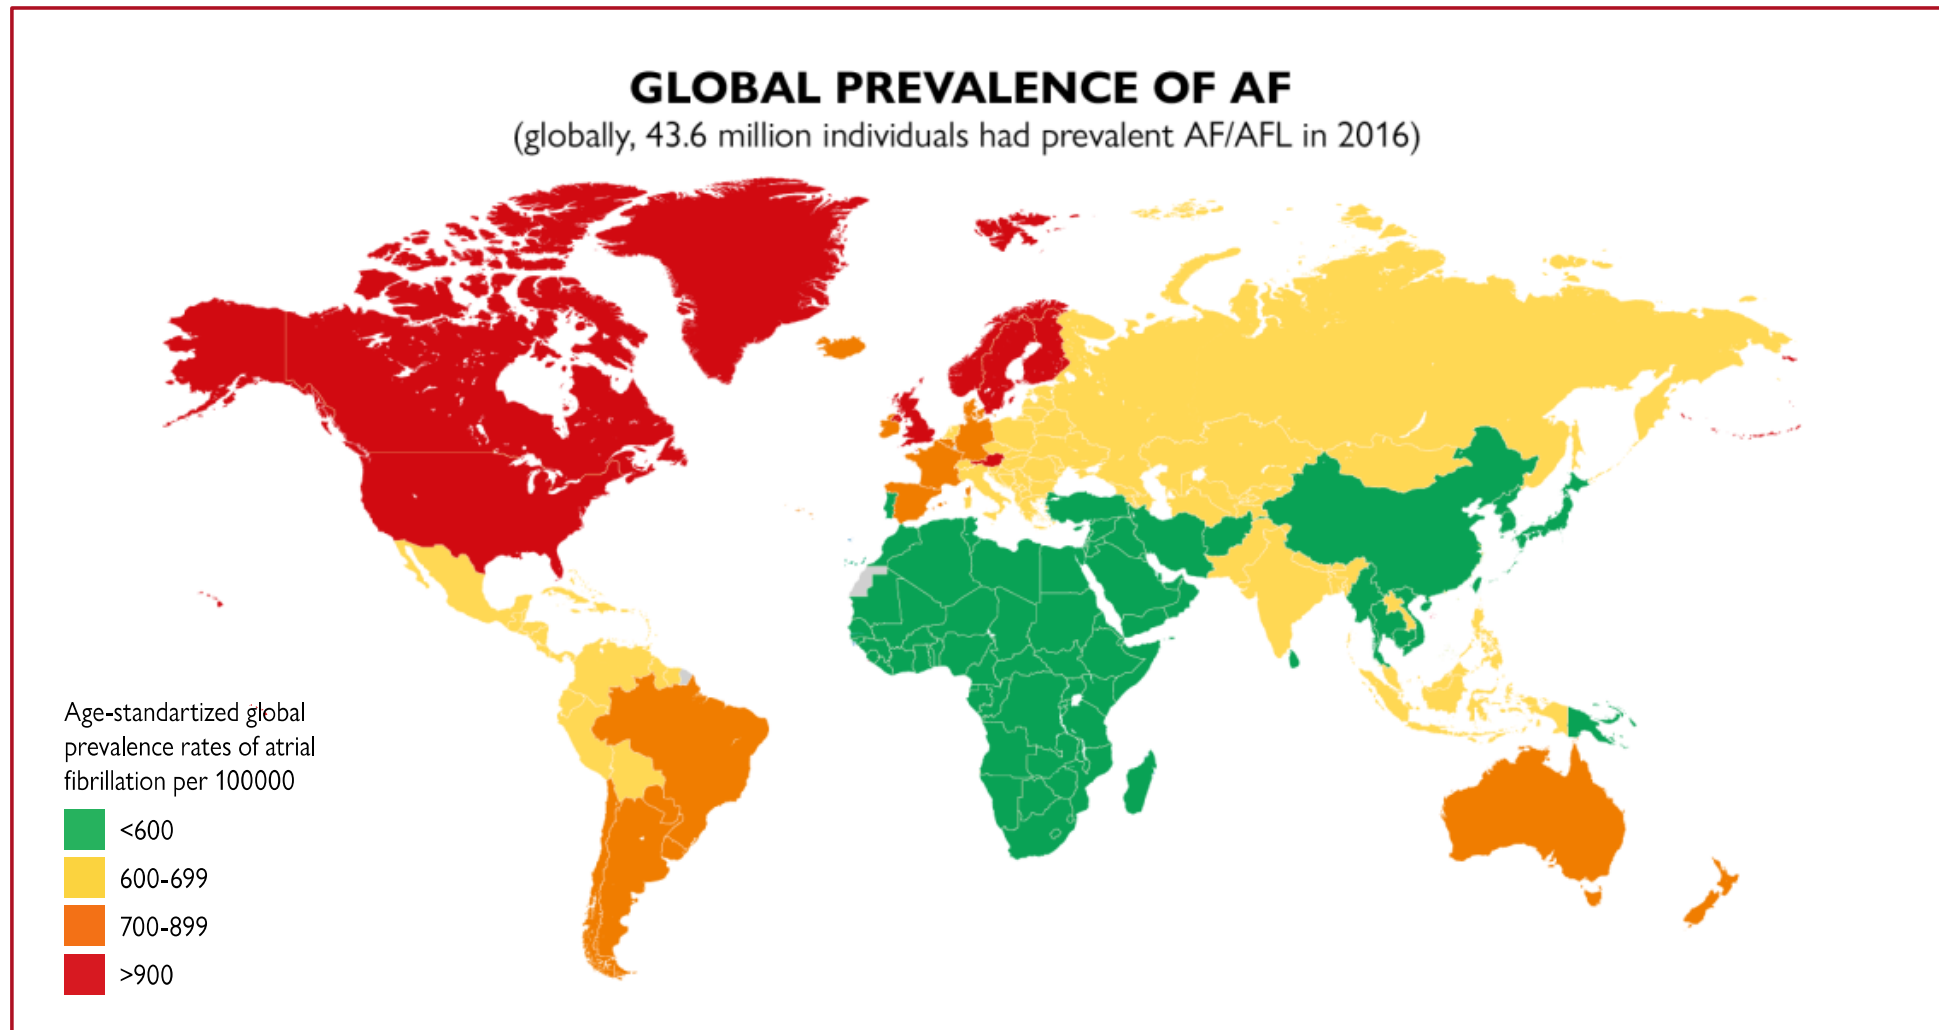 GLOBAL PREVALENCE OF AF
(globally, 43.6 million individuals had prevalent AF/AFL in 2016)
Age-standartized global
prevalence rates of atrial
fibrillation per 100000
<600
600-699
700-899
>900